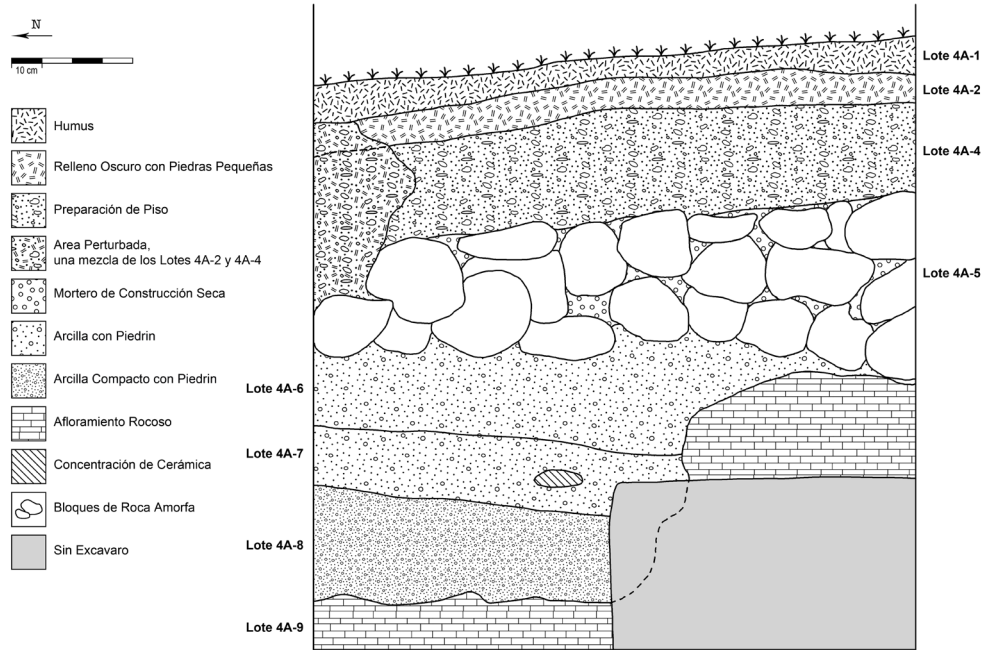 N
10 cm
Humus
Relleno Oscuro con Piedras Pequeñas
Preparación de Piso
Area Perturbada,
una mezcla de los Lotes 4A-2 y 4A-4
Mortero de Construcción Seca
Arcilla con Piedrin
Arcilla Compacto con Piedrin
Afloramiento Rocoso
Concentración de Cerámica
Bloques de Roca Amorfa
Sin Excavaro
Lote 4A-1
Lote 4A-2
Lote 4A-4
Lote 4A-5
Lote 4A-6
Lote 4A-7
Lote 4A-8
Lote 4A-9